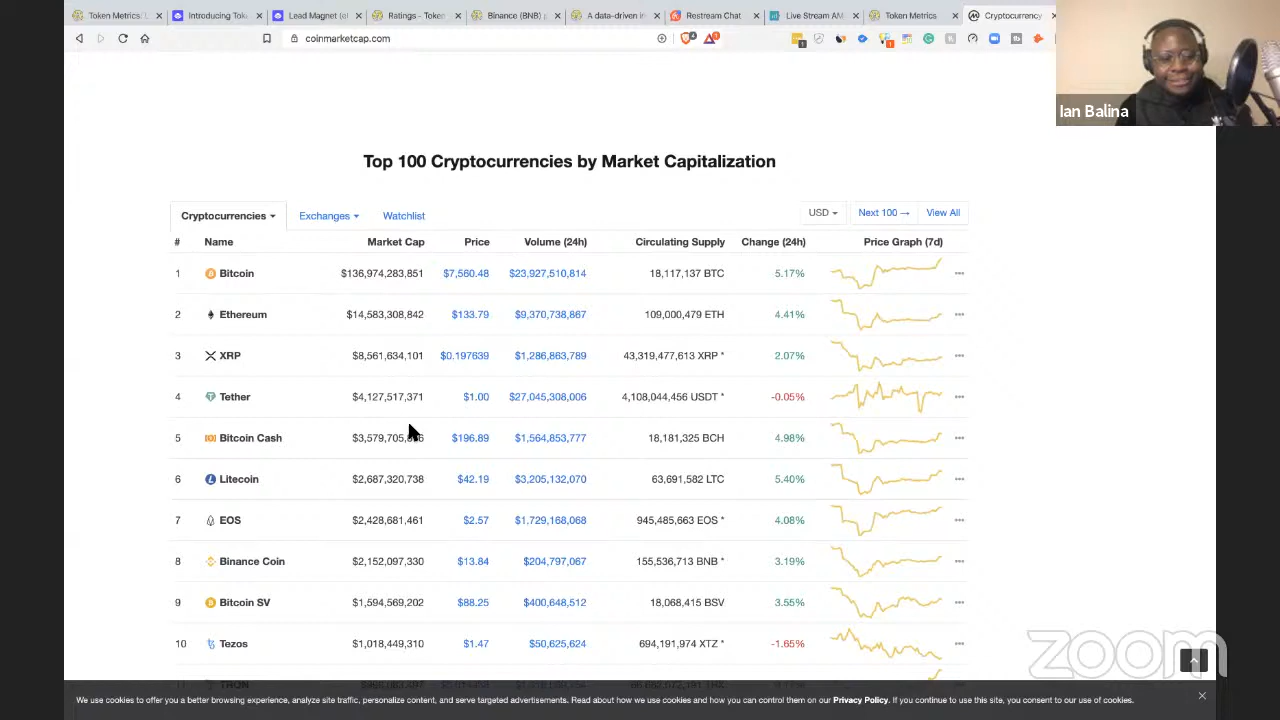 Token Metrics
Introducing Tok
Lead Magnet (et
Ratings - Token
Binance (BNB)
A data-driven in
Restream Chat
Live Stream AN
Token Metrics
Cryptocurrency
coinmarketcap.com
Ian Balina
Top 100 Cryptocurrencies by Market Capitalization
Cryptocurrencies Exchanges Watchlist USD Next 100 → View All
# Name Market Cap Price Volume (24h) Circulating Supply Change (24h) Price Graph (7d)
1 Bitcoin $136,974,283,851 $7,560.48 $23,927,510,814 18,117,137 BTC 5.17%
2 Ethereum $14,583,308,842 $133.79 $9,370,738,867 109,000,479 ETH 4.41%
3 XRP $8,561,634,101 $0.197639 $1,286,863,789 43,319,477,613 XRP * 2.07%
4 Tether $4,127,517,371 $1.00 $27,045,308,006 4,108,044,456 USDT * -0.05%
5 Bitcoin Cash $196.89 $1,564,853,777 18,181,325 BCH 4.98%
6 Litecoin $2,687,320,738 $42.19 $3,205,132,070 63,691,582 LTC 5.40%
7 EOS $2,428,681,461 $2.57 $1,729,168,068 945,485,663 EOS * 4.08%
8 Binance Coin $2,152,097,330 $13.84 $204,797,067 155,536,713 BNB * 3.19%
9 Bitcoin SV $1,594,569,202 $88.25 $400,648,512 18,068,415 BSV 3.55%
10 Tezos $1,018,449,310 $1.47 $50,625,624 694,191,974 XTZ * -1.65%
11 TRON
zoom
We use cookies to offer you a better browsing experience, analyze site traffic, personalize content, and serve targeted advertisements. Read about how we use cookies and how you can control them on our Privacy Policy. If you continue to use this site, you consent to our use of cookies.